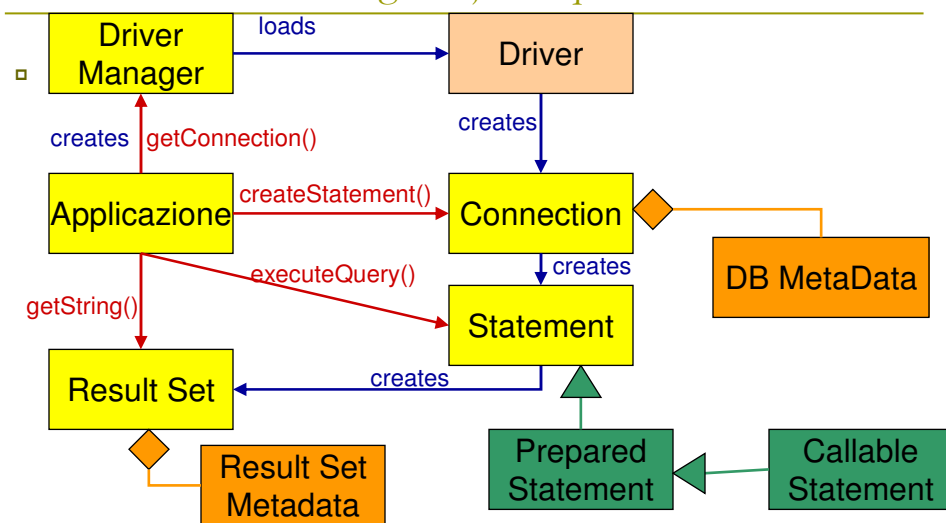 Driver
Manager
loads
Driver
creates
getConnection()
creates
Applicazione
createStatement()
Connection
executeQuery()
creates
DB MetaData
getString()
Statement
Result Set
creates
Result Set
Metadata
Prepared
Statement
Callable
Statement